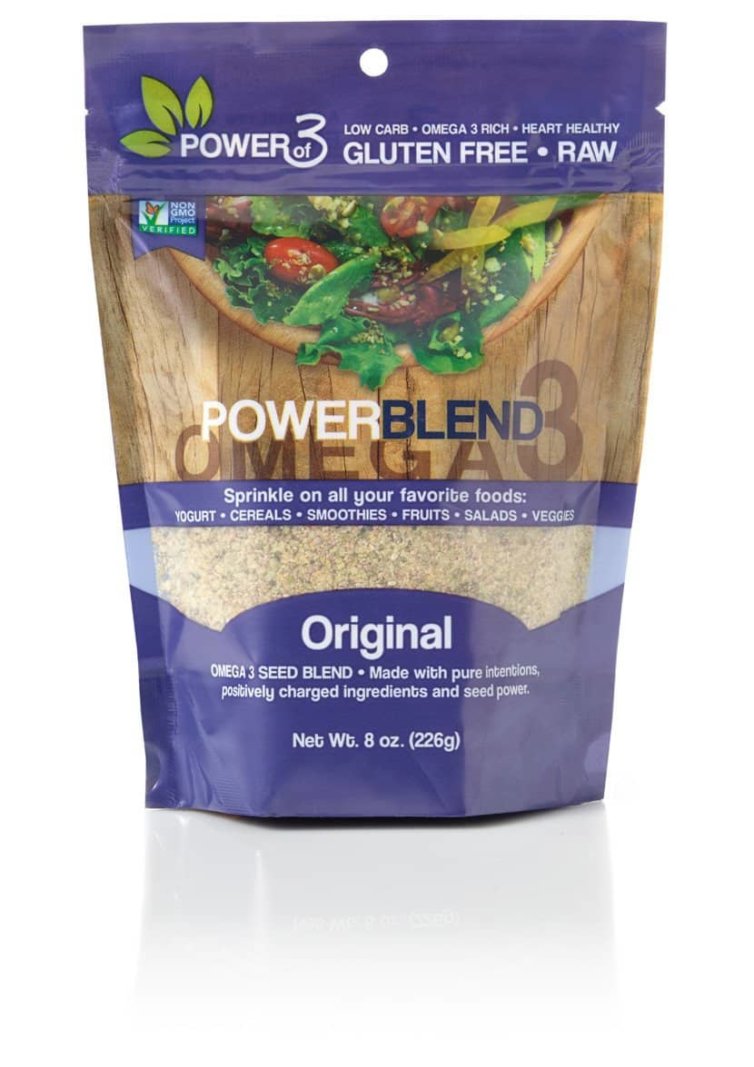 POWER of 3
LOW CARB • OMEGA 3 RICH • HEART HEALTHY
GLUTEN FREE • RAW
NON
GMO
Project
VERIFIED
POWERBLEND
OMEGA 3
Sprinkle on all your favorite foods:
YOGURT • CEREALS • SMOOTHIES • FRUITS • SALADS • VEGGIES
Original
OMEGA 3 SEED BLEND • Made with pure intentions,
positively charged ingredients and seed power.
Net Wt. 8 oz. (226g)